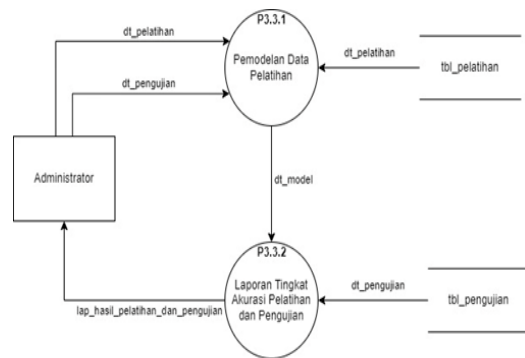 P3.3.1
dt_pelatihan
Pemodelan Data
Pelatihan
dt_pelatihan
tbl_pelatihan
dt_pengujian
Administrator
dt_model
P3.3.2
Laporan Tingkat
Akurasi Pelatihan
dan Pengujian
dt_pengujian
tbl_pengujian
lap_hasil_pelatihan_dan_pengujian